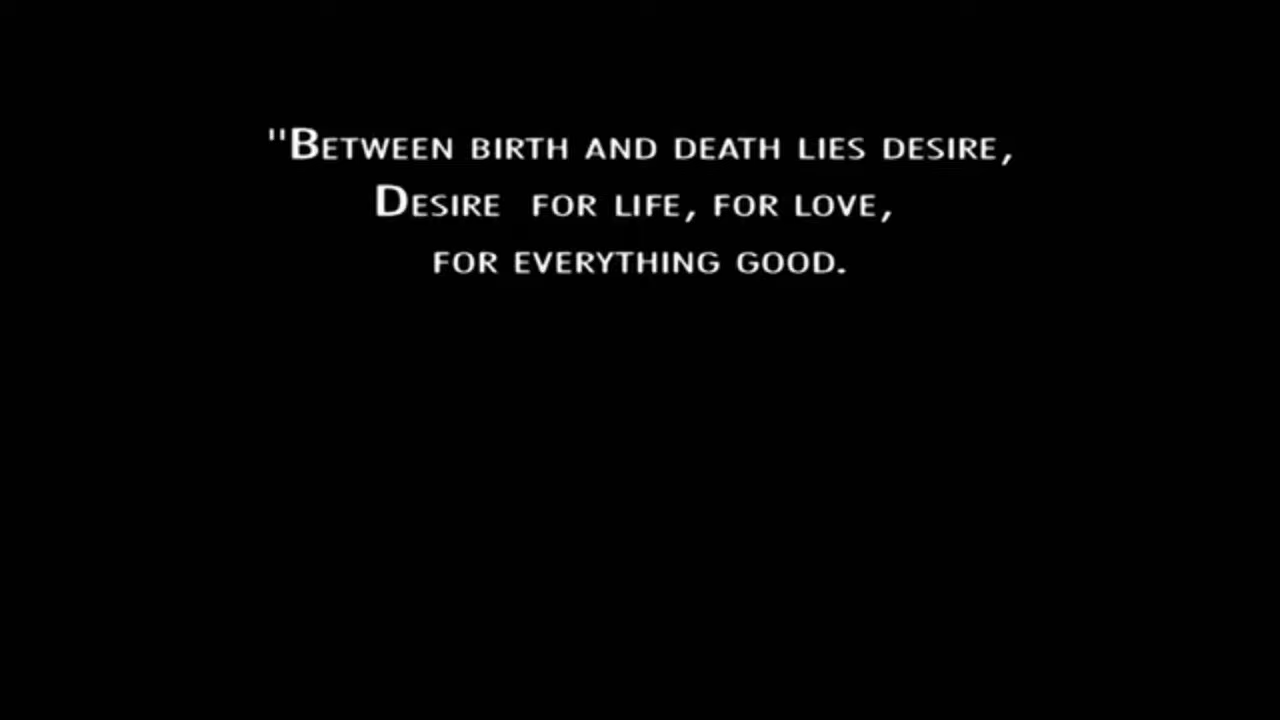 "Between birth and death lies desire,
Desire for life, for love,
for everything good.